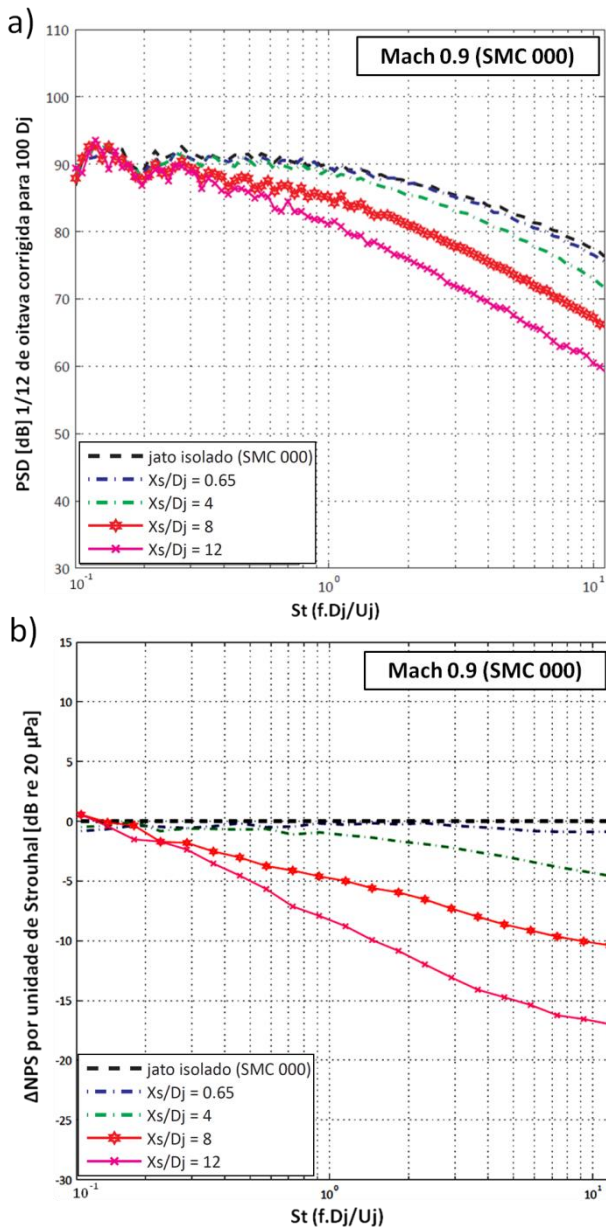 a)
Mach 0.9 (SMC 000)
PSD [dB] 1/12 de oitava corrigida para 100 Dj
110
100
90
80
70
60
50
40
30
jato isolado (SMC 000)
Xs/Dj = 0.65
Xs/Dj = 4
Xs/Dj = 8
Xs/Dj = 12
10⁻¹
10⁰
10¹
St (f.Dj/Uj)
b)
Mach 0.9 (SMC 000)
ΔNPS por unidade de Strouhal [dB re 20 µPa]
15
10
5
0
-5
-10
-15
-20
-25
-30
jato isolado (SMC 000)
Xs/Dj = 0.65
Xs/Dj = 4
Xs/Dj = 8
Xs/Dj = 12
10⁻¹
10⁰
10¹
St (f.Dj/Uj)